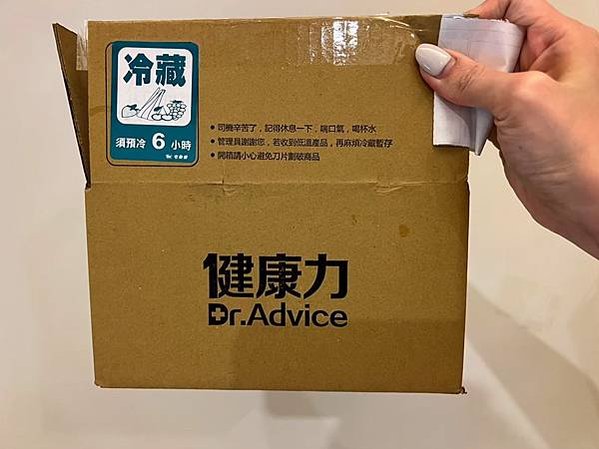 冷藏
須預冷 6 小時
• 司機辛苦了，記得休息一下，喘口氣，喝杯水
• 管理員謝謝您，若收到低溫產品，再麻煩冷藏暫存
• 開箱請小心避免刀片劃破商品
健康力
Dr.Advice